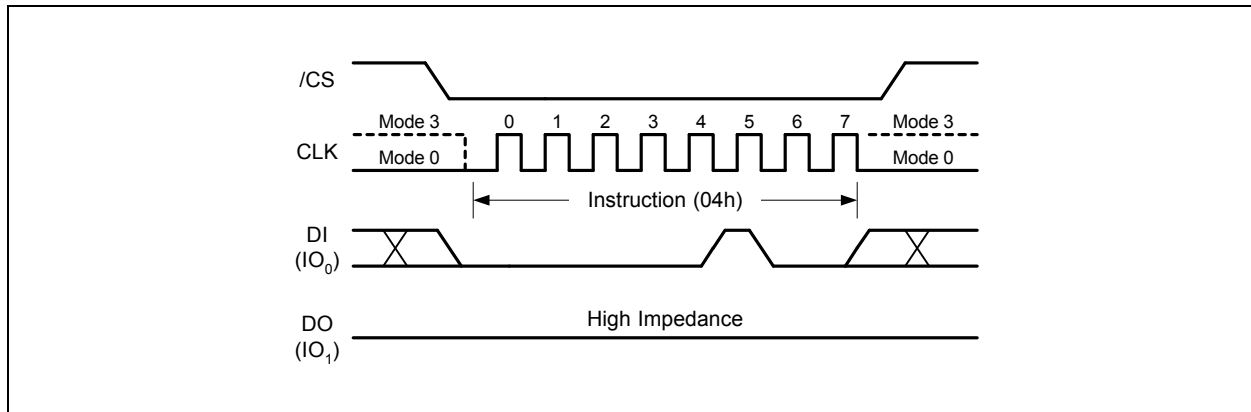 /CS
Mode 3 0 1 2 3 4 5 6 7 Mode 3
CLK
Mode 0 Mode 0
Instruction (04h)
DI
(IO₀)
High Impedance
DO
(IO₁)